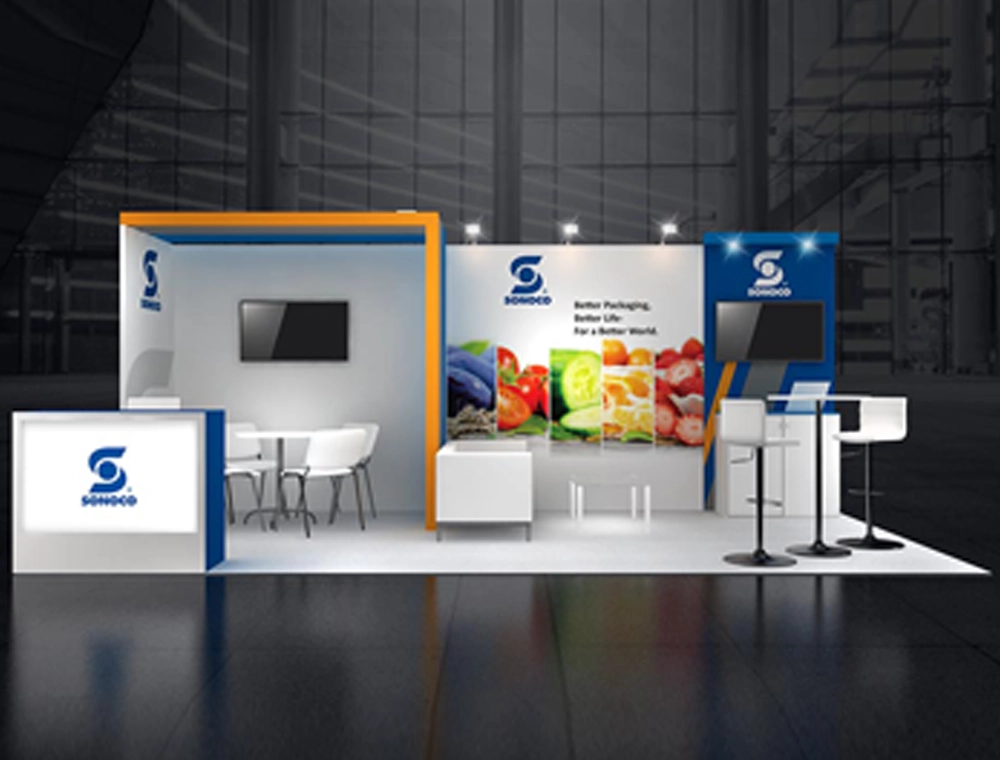 SONOCO
SONOCO
Better Packaging,
Better Life-
For a Better World.
SONOCO
SONOCO